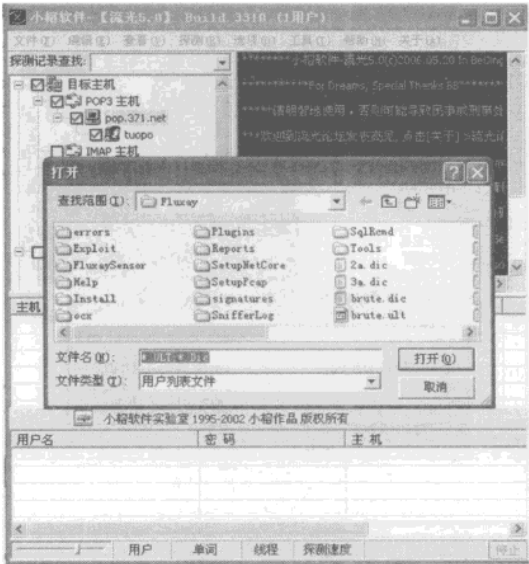 小榕软件-【流光5.0】 Build 3310 (1用户)
文件(F) 编辑(E) 查看(V) 探测(R) 选项(O) 工具(T) 帮助(H) 关于(A)
探测记录查找:
目标主机
POP3 主机
pop.371.net
tuopo
IMAP 主机
For Dreams, Special Thanks BS
打开
查找范围(I): Fluxay
errors
Exploit
FluxaySensor
Help
Install
ocx
Plugins
Reports
SetupNetCore
SetupPcap
signatures
SnifferLog
SqlRcmd
Tools
2a.dic
3a.dic
brute.dic
brute.ult
文件名(N):
打开(O)
文件类型(T): 用户列表文件
取消
主机
小榕软件实验室 1995-2002 小榕作品 版权所有
用户名 密码 主机
用户 单词 线程 探测速度 停止